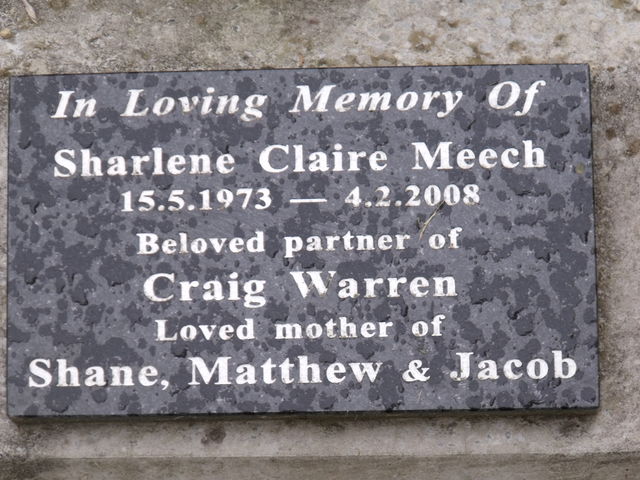 In Loving Memory Of
Sharlene Claire Meech
15.5.1973 — 4.2.2008
Beloved partner of
Craig Warren
Loved mother of
Shane, Matthew & Jacob